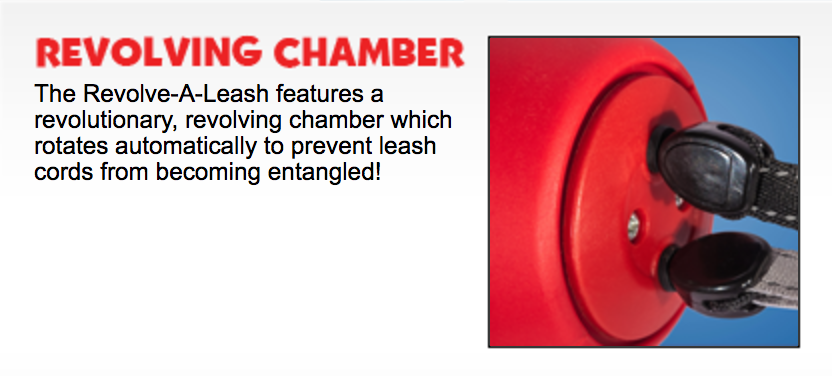 REVOLVING CHAMBER
The Revolve-A-Leash features a
revolutionary, revolving chamber which
rotates automatically to prevent leash
cords from becoming entangled!